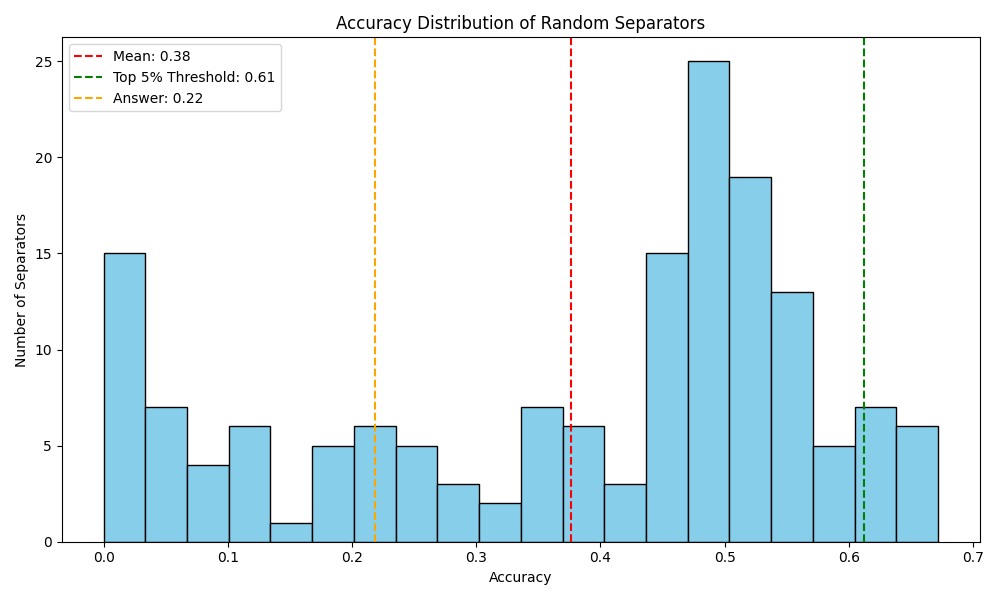 Accuracy Distribution of Random Separators
Mean: 0.38
Top 5% Threshold: 0.61
Answer: 0.22
Number of Separators
25
20
15
10
5
0
0.0 0.1 0.2 0.3 0.4 0.5 0.6 0.7
Accuracy